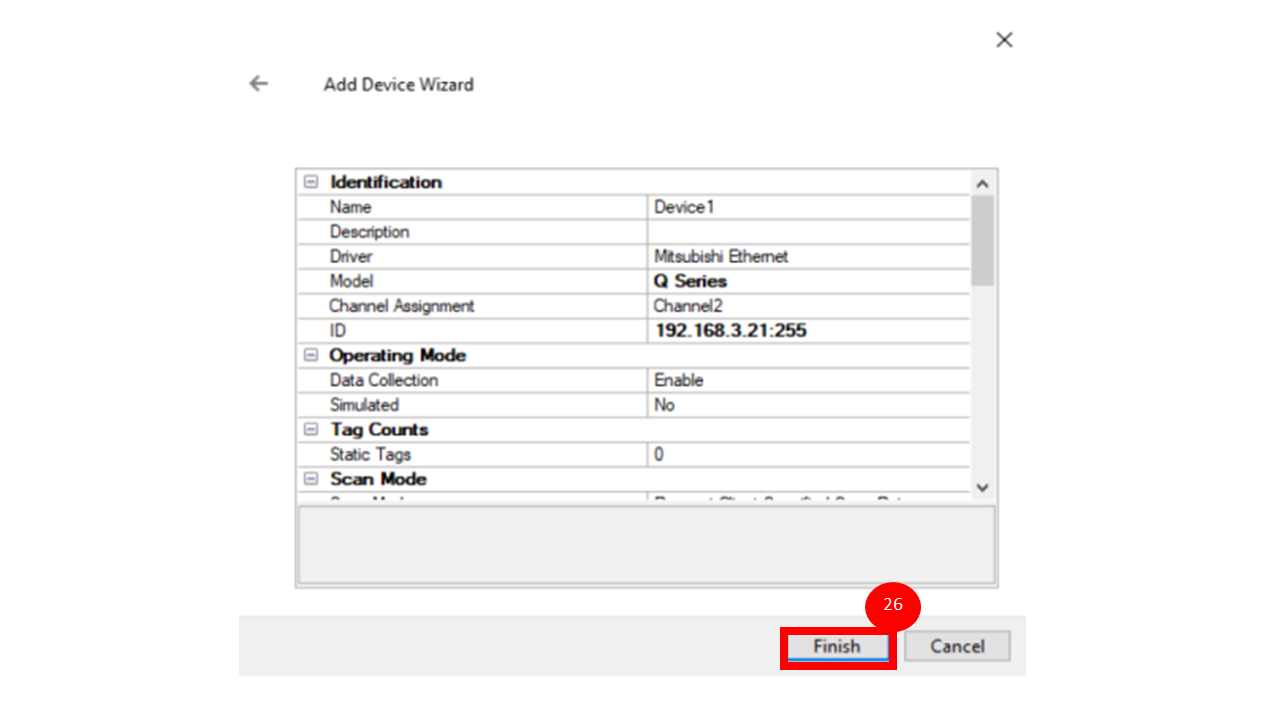 Add Device Wizard
Identification
Name Device1
Description
Driver Mitsubishi Ethernet
Model Q Series
Channel Assignment Channel2
ID 192.168.3.21:255
Operating Mode
Data Collection Enable
Simulated No
Tag Counts
Static Tags 0
Scan Mode
26
Finish Cancel